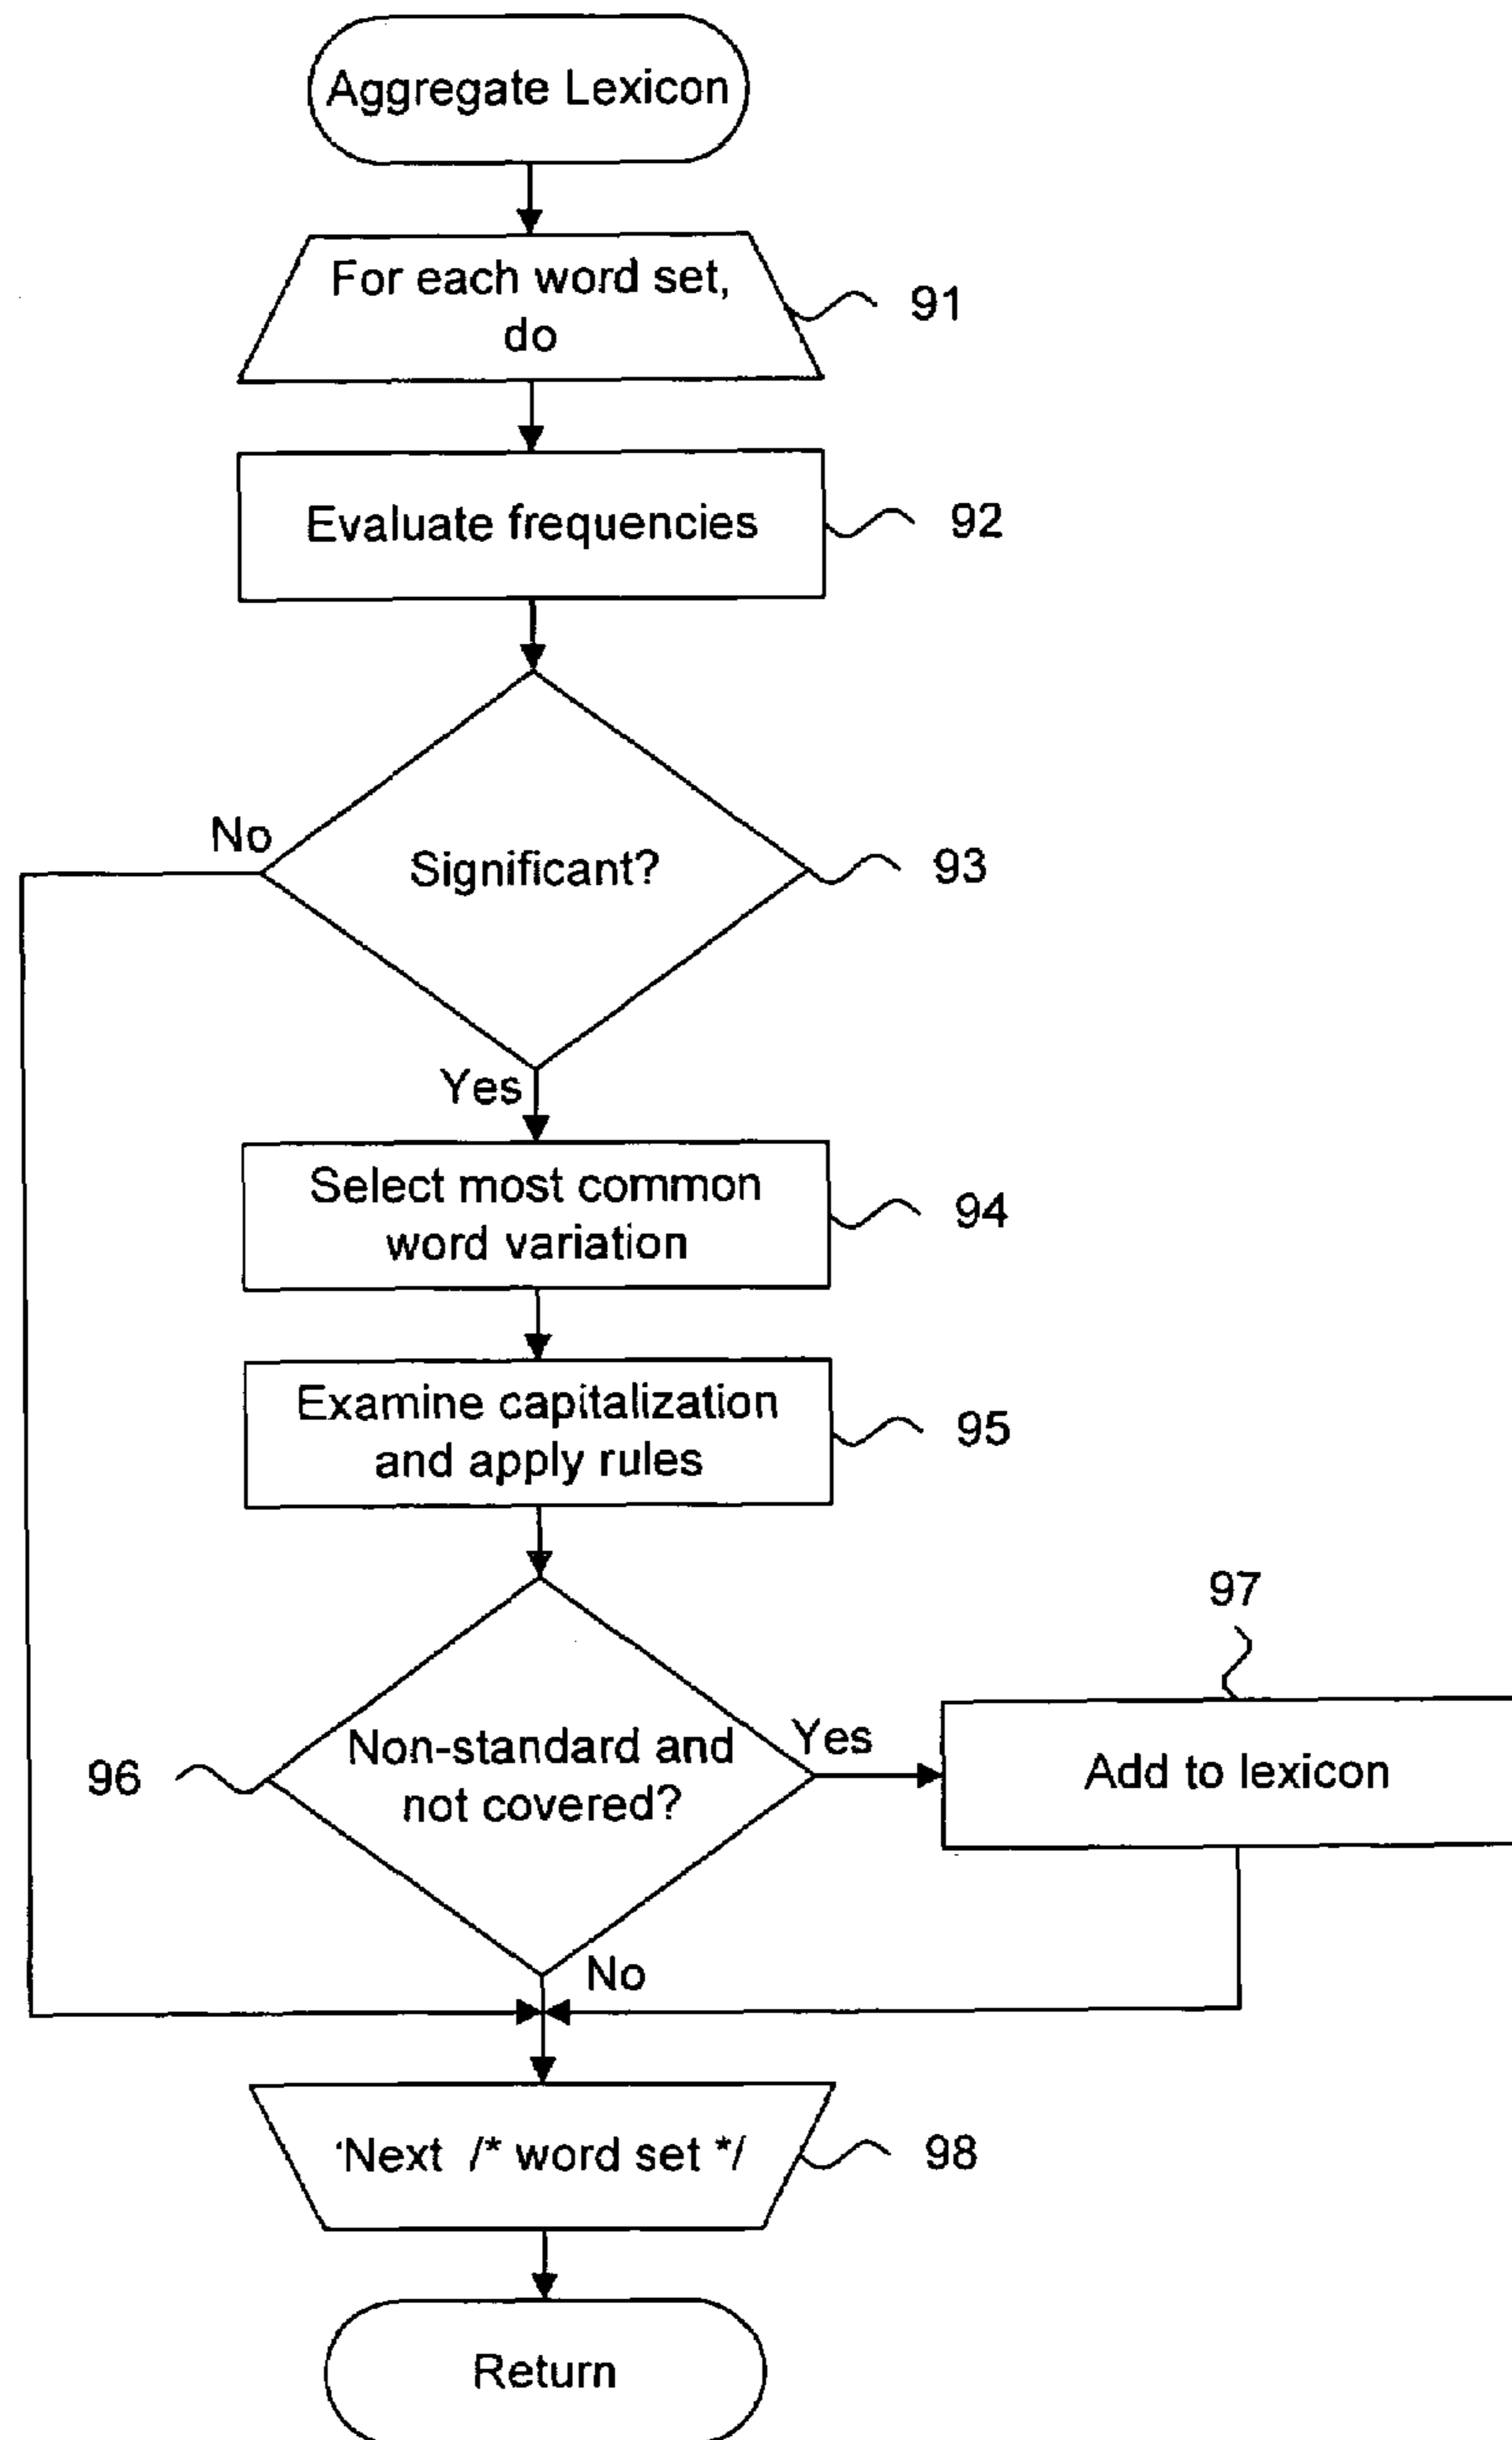 Aggregate Lexicon
For each word set,
do
91
Evaluate frequencies
92
No
Significant?
93
Yes
Select most common
word variation
94
Examine capitalization
and apply rules
95
97
Non-standard and
not covered?
Yes
96
Add to lexicon
No
Next /* word set */
98
Return